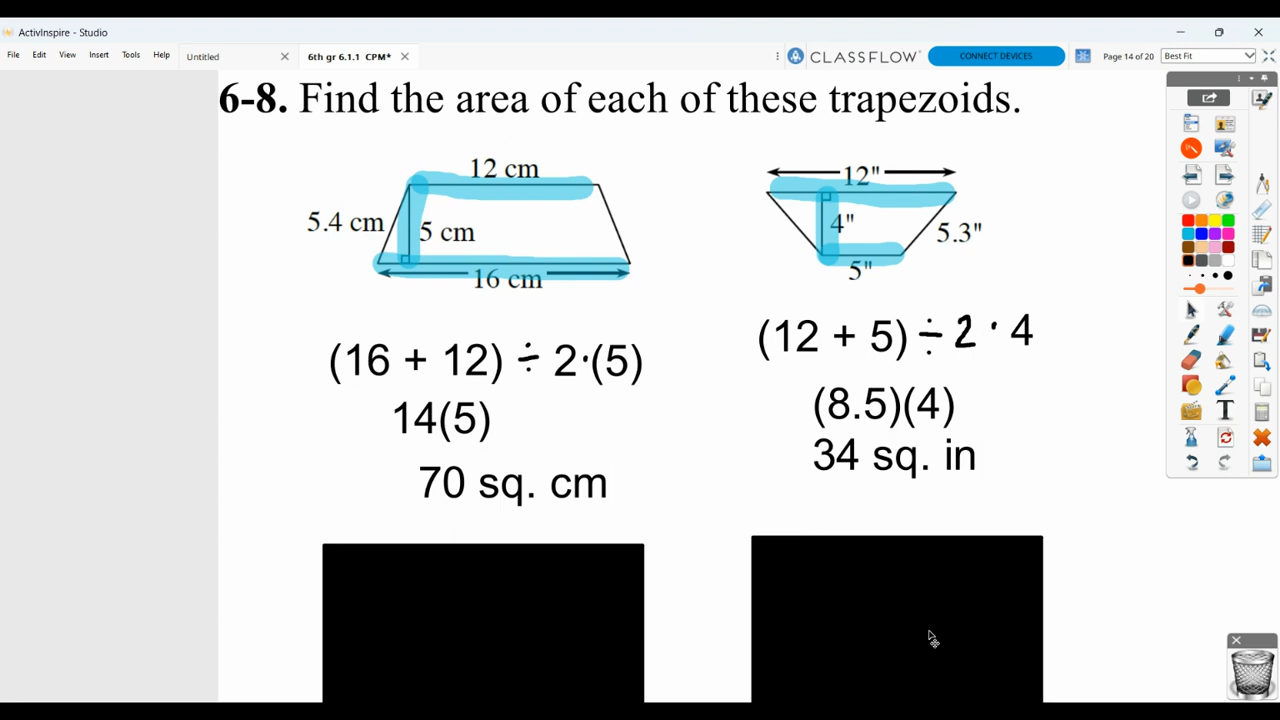 ActivInspire - Studio
File Edit View Insert Tools Help Untitled 6th gr 6.1.1 CPM* CLASSFLOW CONNECT DEVICES Page 14 of 20 Best Fit
6-8. Find the area of each of these trapezoids.
12 cm
5.4 cm
5 cm
16 cm
12"
4"
5.3"
5"
(16 + 12) ÷ 2·(5)
14(5)
70 sq. cm
(12 + 5) ÷ 2 · 4
(8.5)(4)
34 sq. in